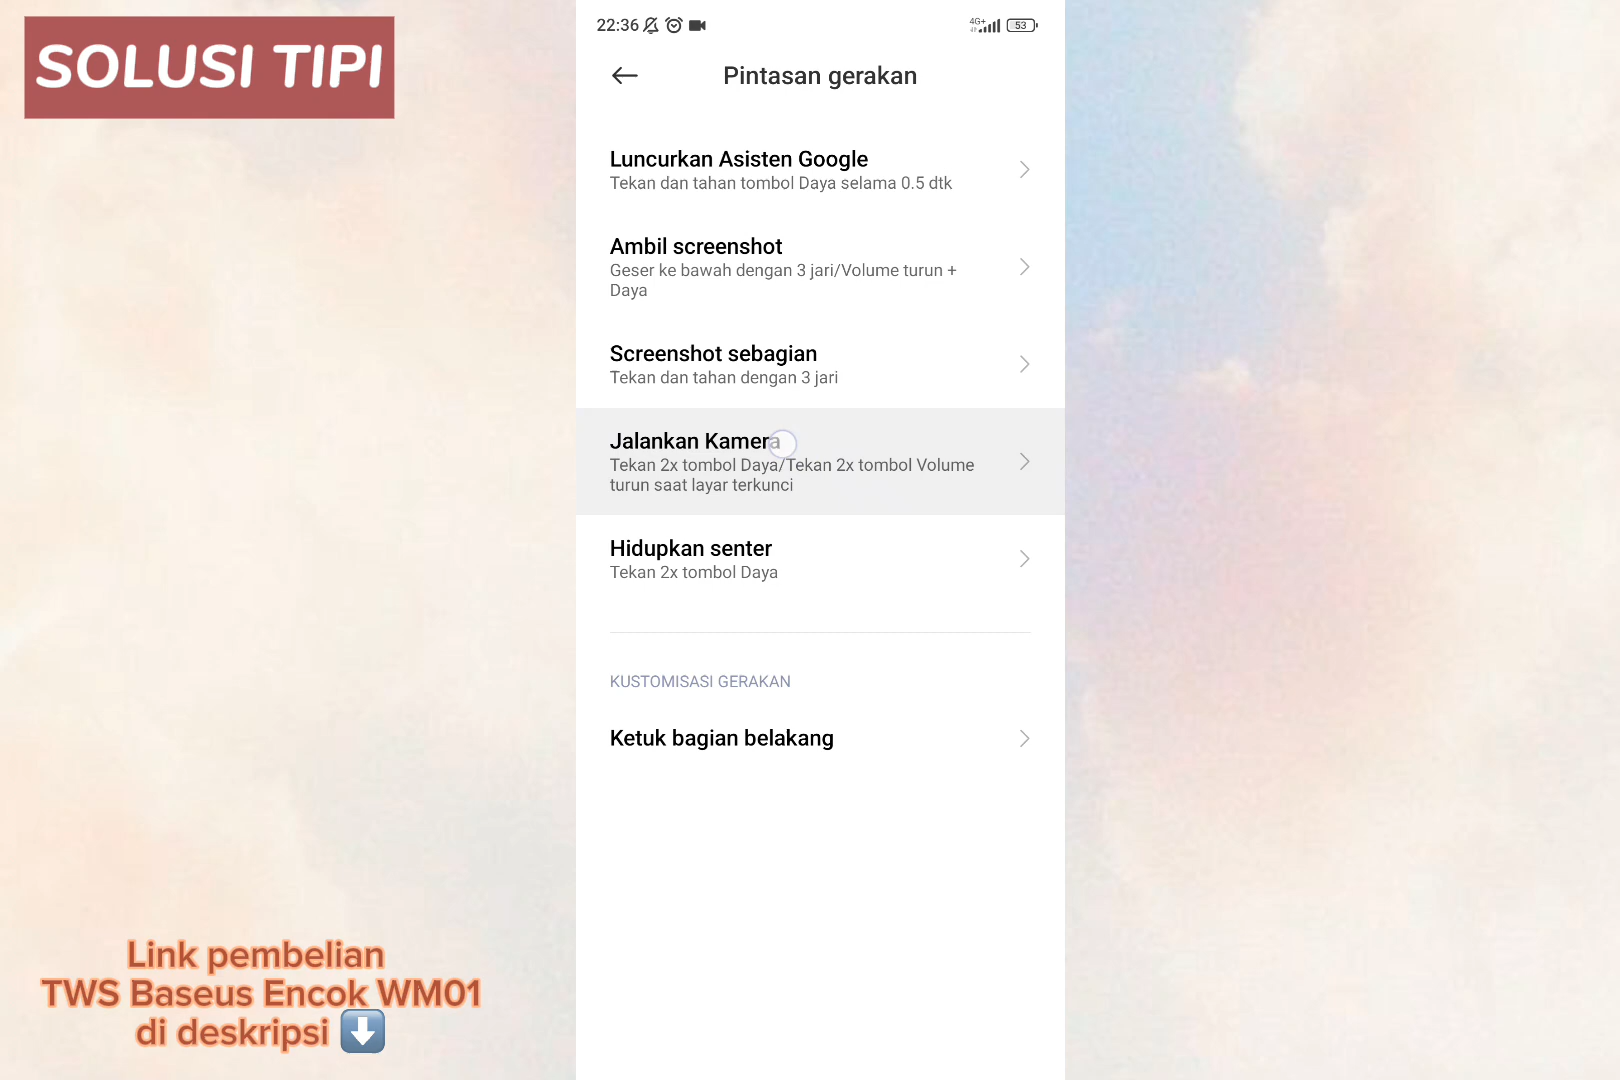 SOLUSI TIPI
22:36
4G+
53
Pintasan gerakan
Luncurkan Asisten Google
Tekan dan tahan tombol Daya selama 0.5 dtk
Ambil screenshot
Geser ke bawah dengan 3 jari/Volume turun +
Daya
Screenshot sebagian
Tekan dan tahan dengan 3 jari
Jalankan Kamera
Tekan 2x tombol Daya/Tekan 2x tombol Volume
turun saat layar terkunci
Hidupkan senter
Tekan 2x tombol Daya
KUSTOMISASI GERAKAN
Ketuk bagian belakang
Link pembelian
TWS Baseus Encok WM01
di deskripsi